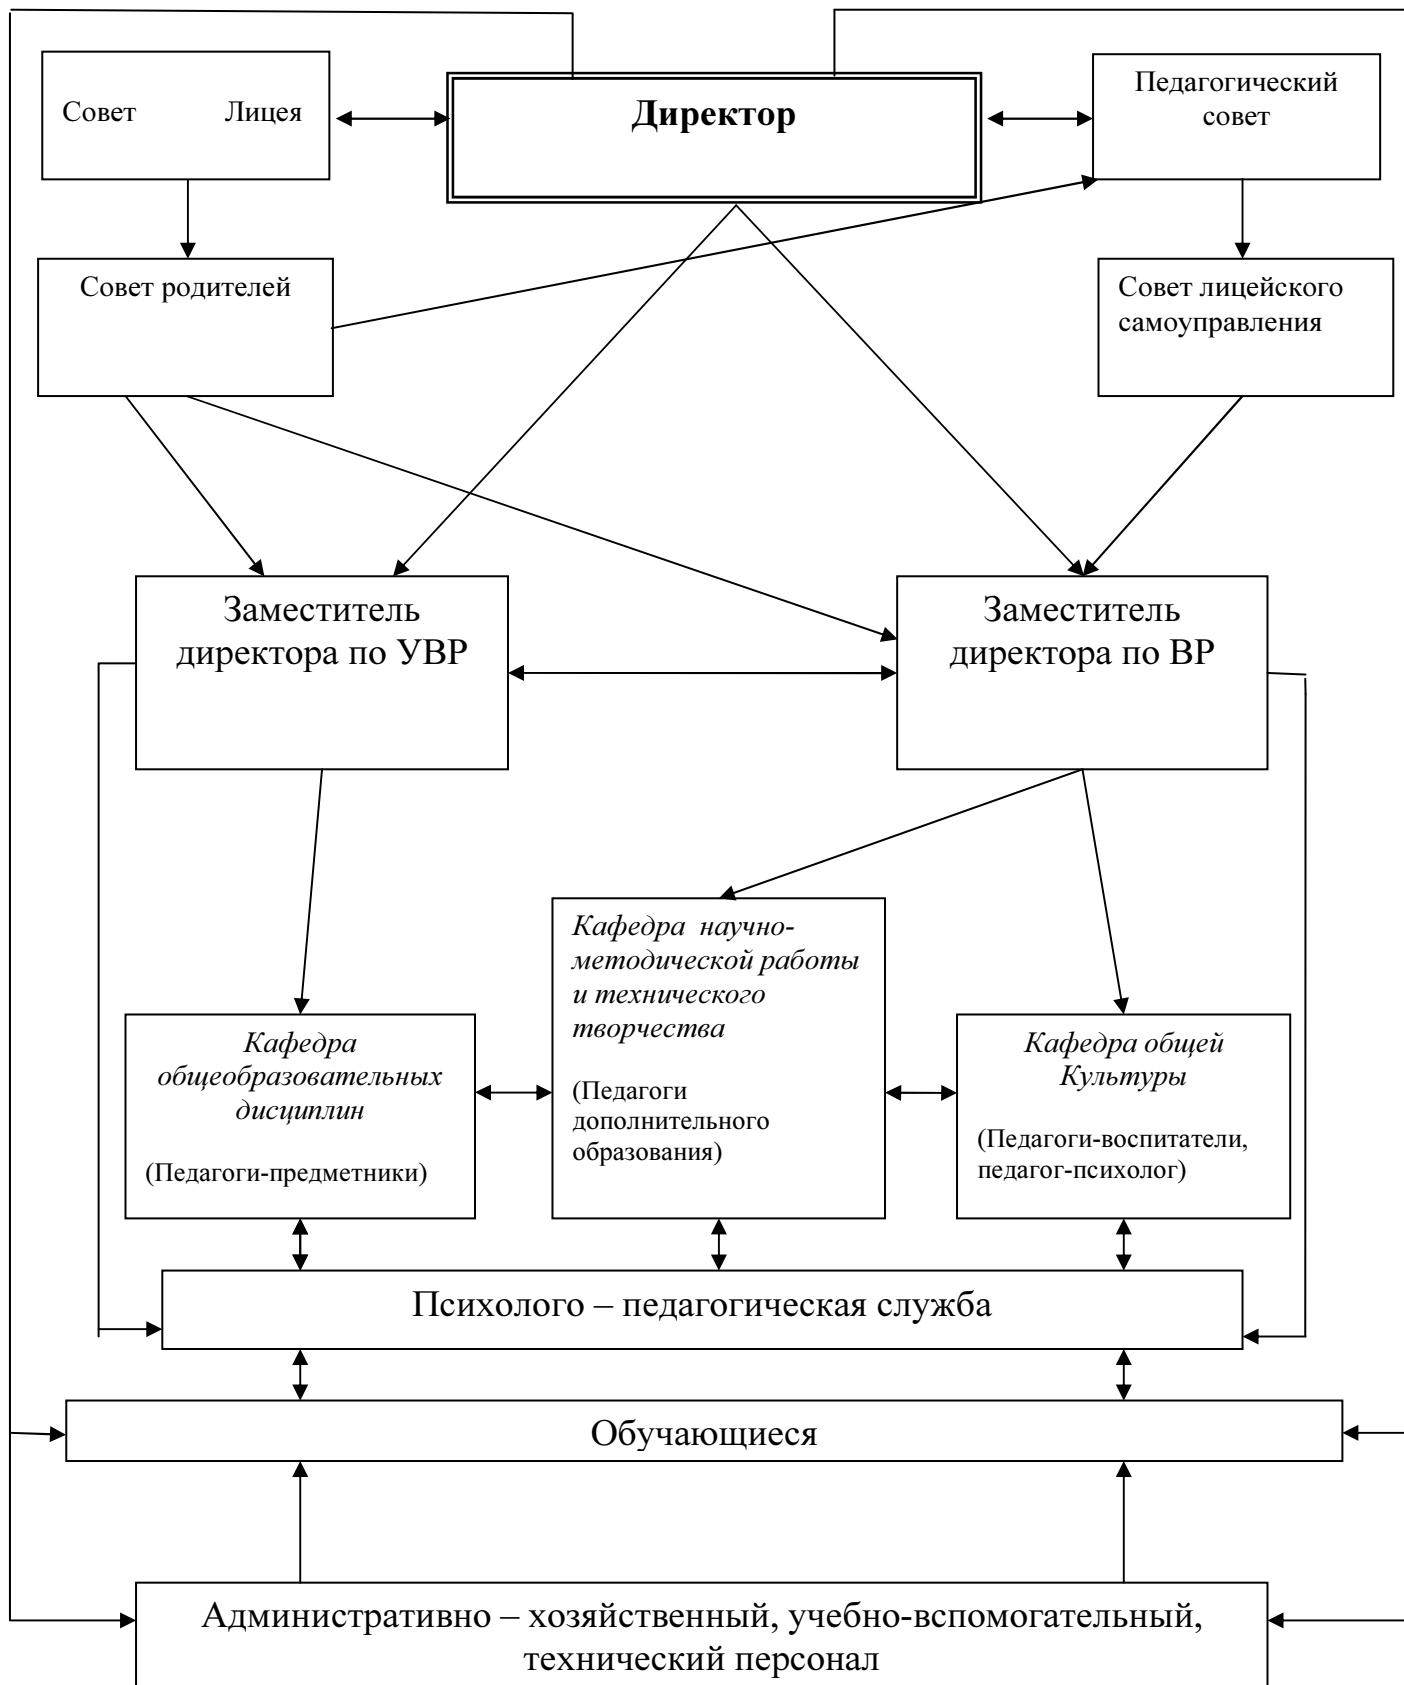 Совет Лицея
Директор
Педагогический
совет
Совет родителей
Совет лицейского
самоуправления
Заместитель
директора по УВР
Заместитель
директора по ВР
Кафедра научно-
методической работы
и технического
творчества
(Педагоги
дополнительного
образования)
Кафедра
общеобразовательных
дисциплин
(Педагоги-предметники)
Кафедра общей
Культуры
(Педагоги-воспитатели,
педагог-психолог)
Психолого – педагогическая служба
Обучающиеся
Административно – хозяйственный, учебно-вспомогательный,
технический персонал